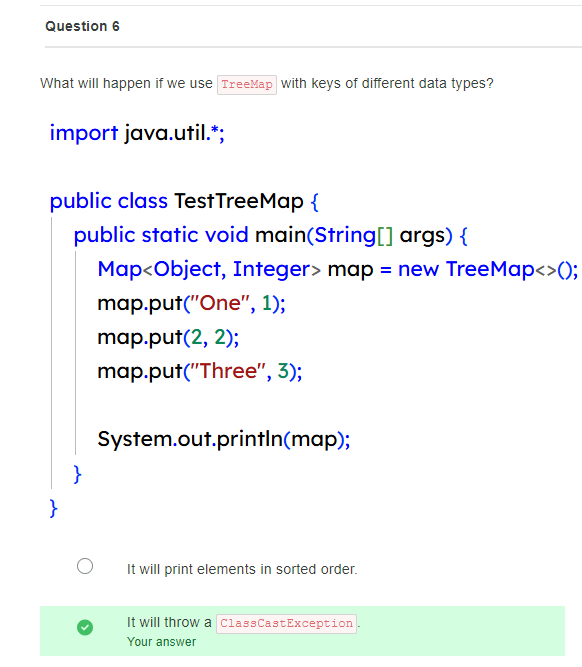 Question 6
What will happen if we use TreeMap with keys of different data types?
import java.util.*;
public class TestTreeMap {
public static void main(String[] args) {
Map<Object, Integer> map = new TreeMap<>();
map.put("One", 1);
map.put(2, 2);
map.put("Three", 3);
System.out.println(map);
}
}
It will print elements in sorted order.
It will throw a ClassCastException.
Your answer